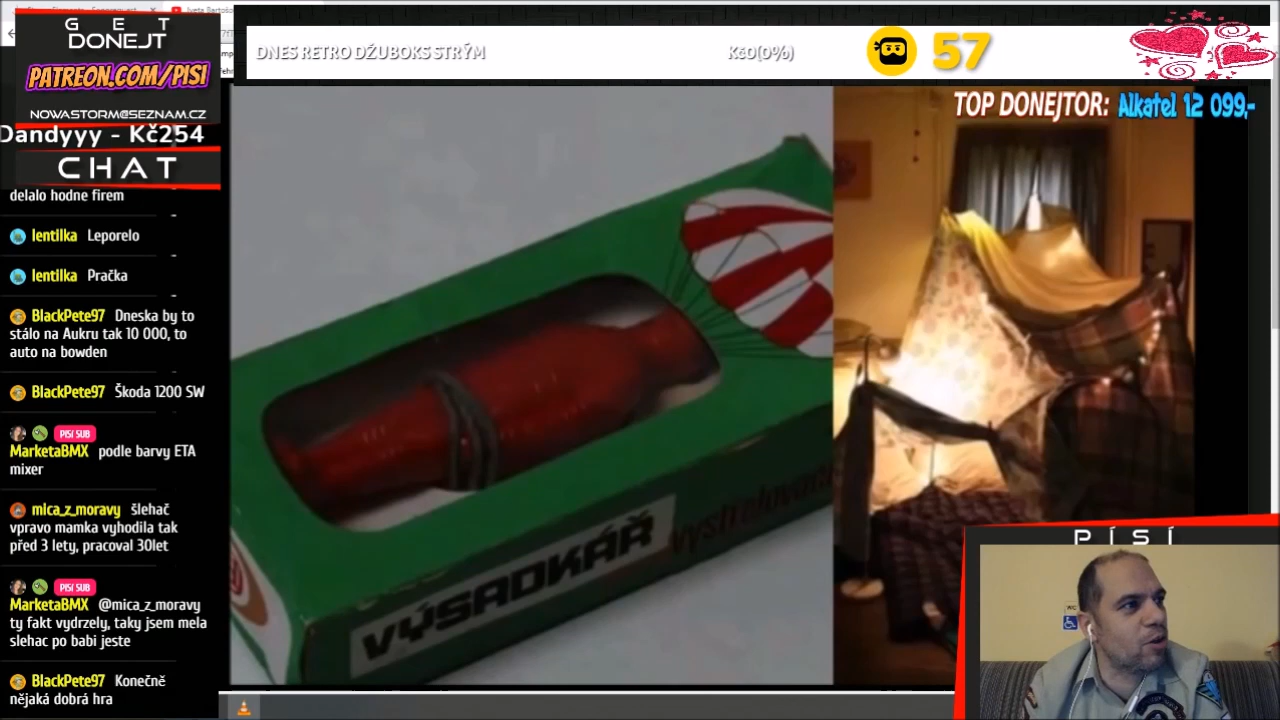 G E T
DONEJT
PATREON.COM/PISI
NOWASTORM@SEZNAM.CZ
Dandyyy - Kč254
CHAT
delalo hodne firem
lentilka Leporelo
lentilka Pračka
BlackPete97 Dneska by to
stálo na Aukru tak 10 000, to
auto na bowden
BlackPete97 Škoda 1200 SW
PISI SUB
MarketaBMX podle barvy ETA
mixer
mica_z_moravy šlehač
vpravo mamka vyhodila tak
před 3 lety, pracoval 30let
PISI SUB
MarketaBMX @mica_z_moravy
ty fakt vydrzely, taky jsem mela
slehac po babi jeste
BlackPete97 Konečně
nějaká dobrá hra
DNES RETRO DŽUBOKS STRÝM
Kč0(0%)
57
TOP DONEJTOR: Alkatel 12 099,-
VÝSADKÁŘ
vystřelovací
PÍSÍ
WC